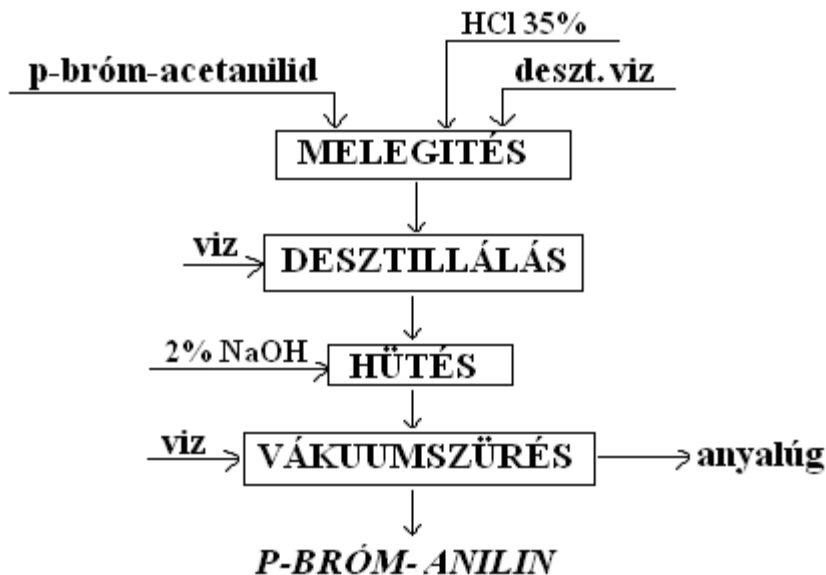 HCl 35%
p-bróm-acetanilid
deszt. viz
MELEGITÉS
viz
DESZTILLÁLÁS
2% NaOH
HÜTÉS
viz
VÁKUUMSZÜRÉS
anyalúg
P-BRÓM- ANILIN